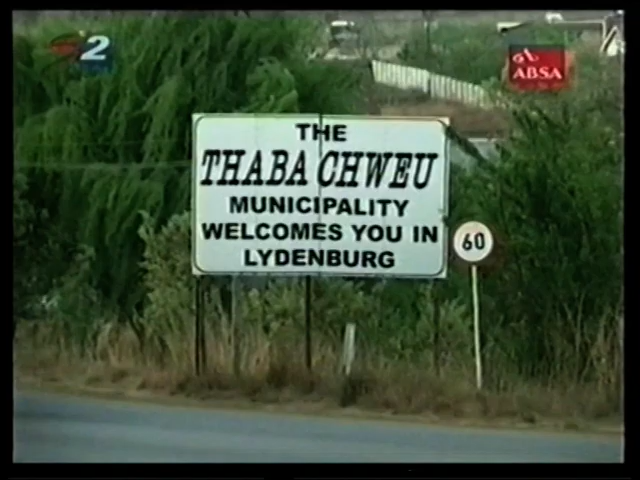 2
ABSA
THE
THABA CHWEU
MUNICIPALITY
WELCOMES YOU IN
LYDENBURG
60